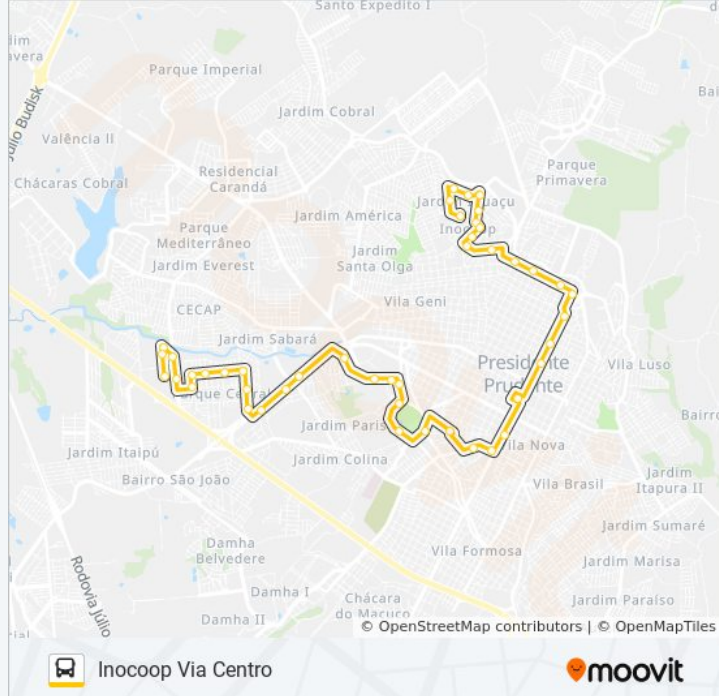 Santo Expedito I
Parque Imperial
Jardim Cobral
Julio Budisk
Valência II
Chácaras Cobral
Residencial
Carandá
Parque
Primavera
Jardim América
Inocoop
Parque
Mediterrâneo
Jardim Everest
Jardim
Santa Olga
CECAP
Vila Geni
Jardim Sabará
Presidente
Prudente
Vila Luso
Jardim Paris
Vila Nova
Jardim Itaipú
Jardim Colina
Bairro São João
Vila Brasil
Jardim
Itapura II
Jardim Sumaré
Damha
Belvedere
Vila Formosa
Jardim Marisa
Rodovia Júlio
Damha I
Chácara
do Macuco
Jardim Paraíso
Damha II
© OpenStreetMap contributors | © OpenMapTiles
Inocoop Via Centro
moovit